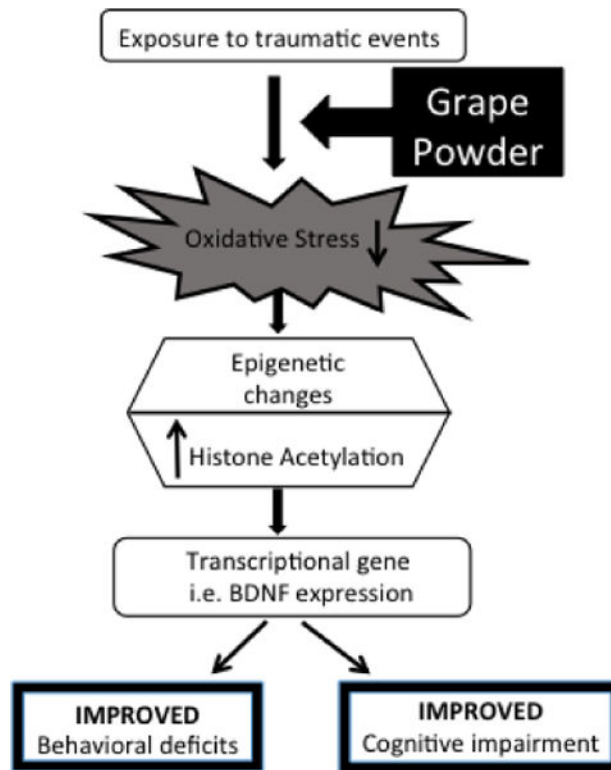 Exposure to traumatic events
Grape
Powder
Oxidative Stress
Epigenetic
changes
Histone Acetylation
Transcriptional gene
i.e. BDNF expression
IMPROVED
Behavioral deficits
IMPROVED
Cognitive impairment